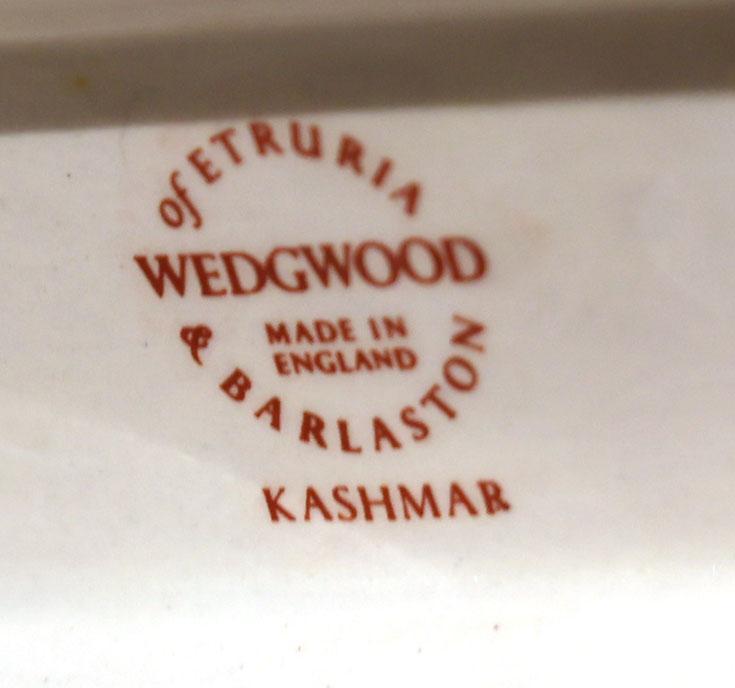 of ETRURIA
WEDGWOOD
MADE IN
ENGLAND
& BARLASTON
KASHMAR